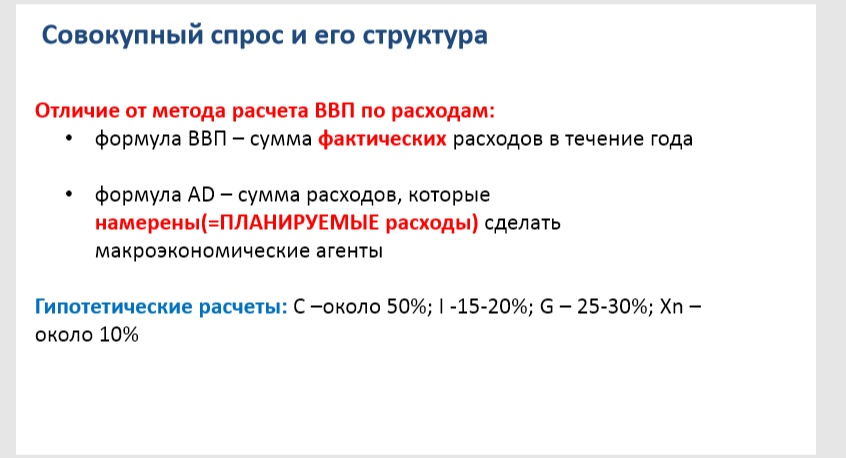 Совокупный спрос и его структура
Отличие от метода расчета ВВП по расходам:
• формула ВВП – сумма фактических расходов в течение года
• формула AD – сумма расходов, которые
намерены(=ПЛАНИРУЕМЫЕ расходы) сделать
макроэкономические агенты
Гипотетические расчеты: С –около 50%; I -15-20%; G – 25-30%; Xn –
около 10%